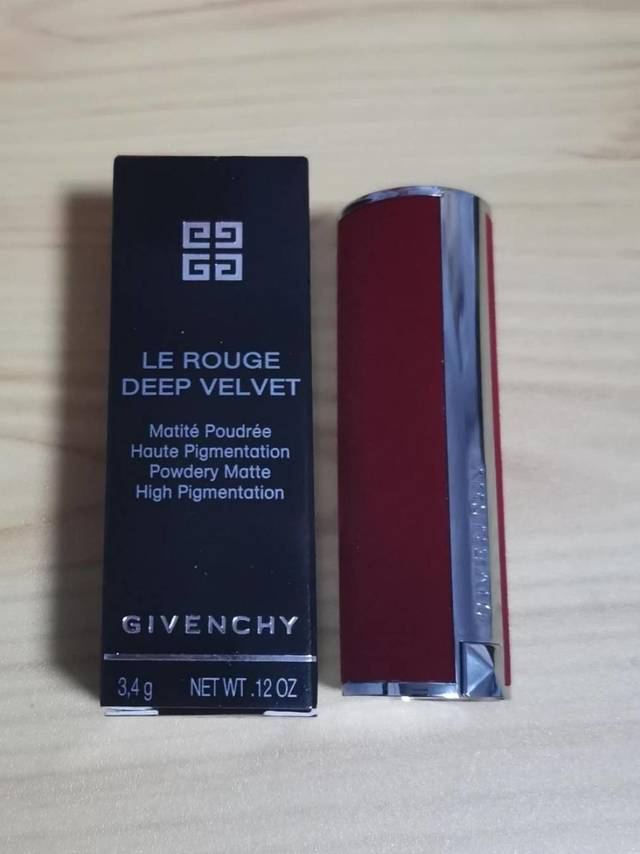 LE ROUGE
DEEP VELVET
Matité Poudrée
Haute Pigmentation
Powdery Matte
High Pigmentation
GIVENCHY
3,4 g NET WT .12 OZ
GIVENCHY